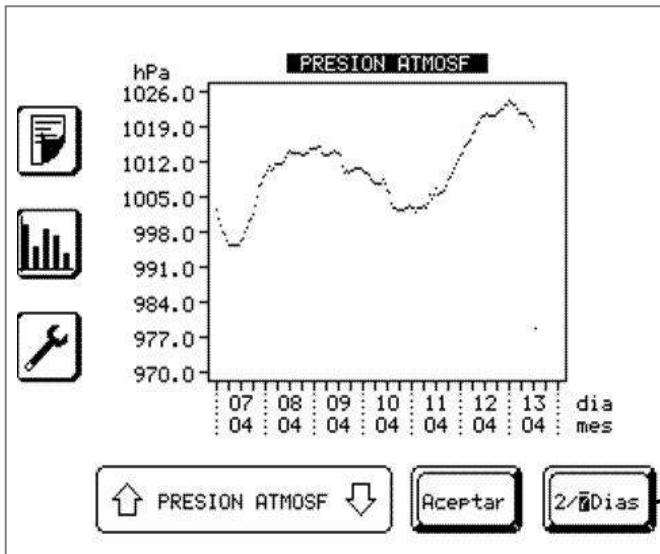 PRESION ATMOSF
hPa
1026.0
1019.0
1012.0
1005.0
998.0
991.0
984.0
977.0
970.0
07 08 09 10 11 12 13 dia
04 04 04 04 04 04 04 mes
PRESION ATMOSF
Aceptar
2/7Dias